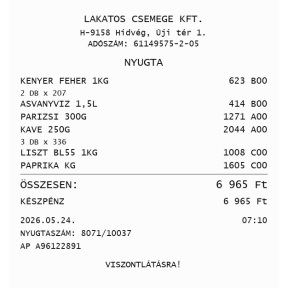 LAKATOS CSEMEGE KFT.
H-9158 Hídvég, Üji tér 1.
ADÓSZÁM: 61149575-2-05
NYUGTA
KENYER FEHER 1KG 623 B00
2 DB x 207
ASVANYVIZ 1,5L 414 B00
PARIZSI 300G 1271 A00
KAVE 250G 2044 A00
3 DB x 336
LISZT BL55 1KG 1008 C00
PAPRIKA KG 1605 C00
ÖSSZESEN: 6 965 Ft
KÉSZPÉNZ 6 965 Ft
2026.05.24. 07:10
NYUGTASZÁM: 8071/10037
AP A96122891
VISZONTLÁTÁSRA!